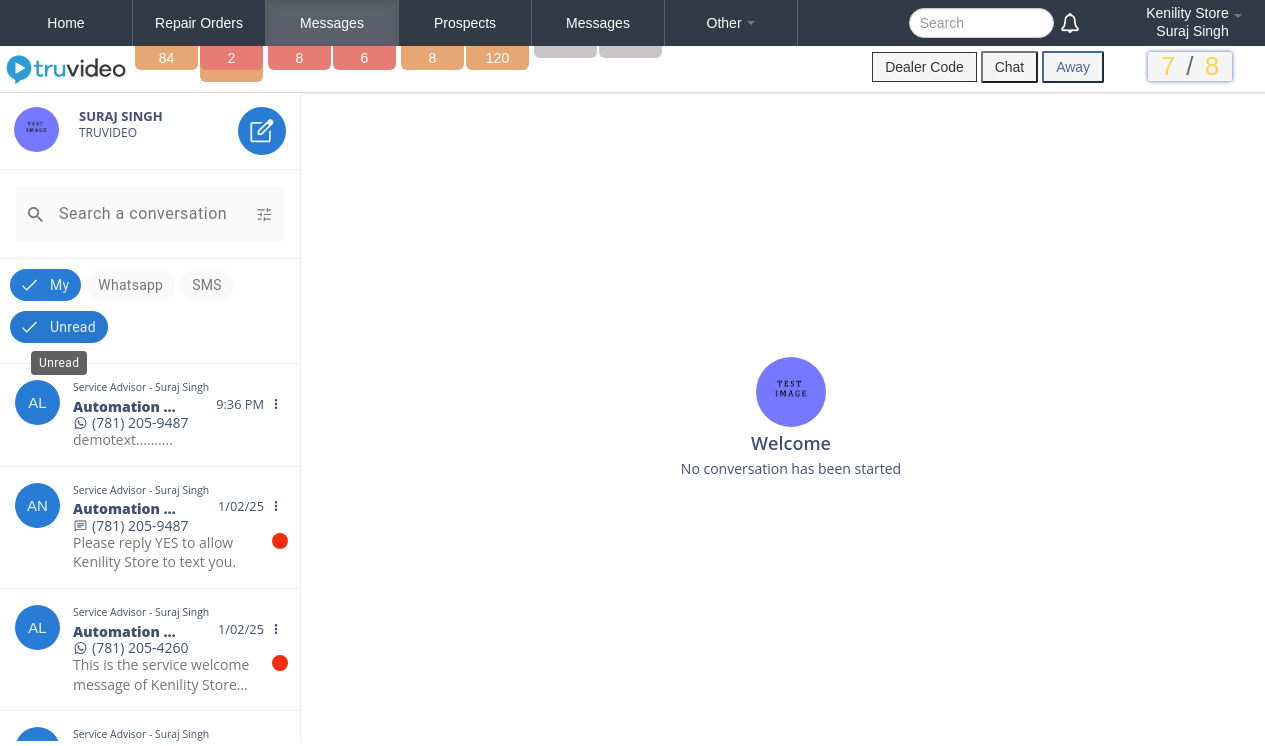 Home
Repair Orders
Messages
Prospects
Messages
Other
Search
Kenility Store
Suraj Singh
truvideo
84
2
8
6
8
120
Dealer Code
Chat
Away
7 / 8
TEST
IMAGE
SURAJ SINGH
TRUVIDEO
Search a conversation
My
Whatsapp
SMS
Unread
Unread
AL
Service Advisor - Suraj Singh
Automation ...
9:36 PM
(781) 205-9487
demotext..........
AN
Service Advisor - Suraj Singh
Automation ...
1/02/25
(781) 205-9487
Please reply YES to allow
Kenility Store to text you.
AL
Service Advisor - Suraj Singh
Automation ...
1/02/25
(781) 205-4260
This is the service welcome
message of Kenility Store...
Service Advisor - Suraj Singh
TEST
IMAGE
Welcome
No conversation has been started